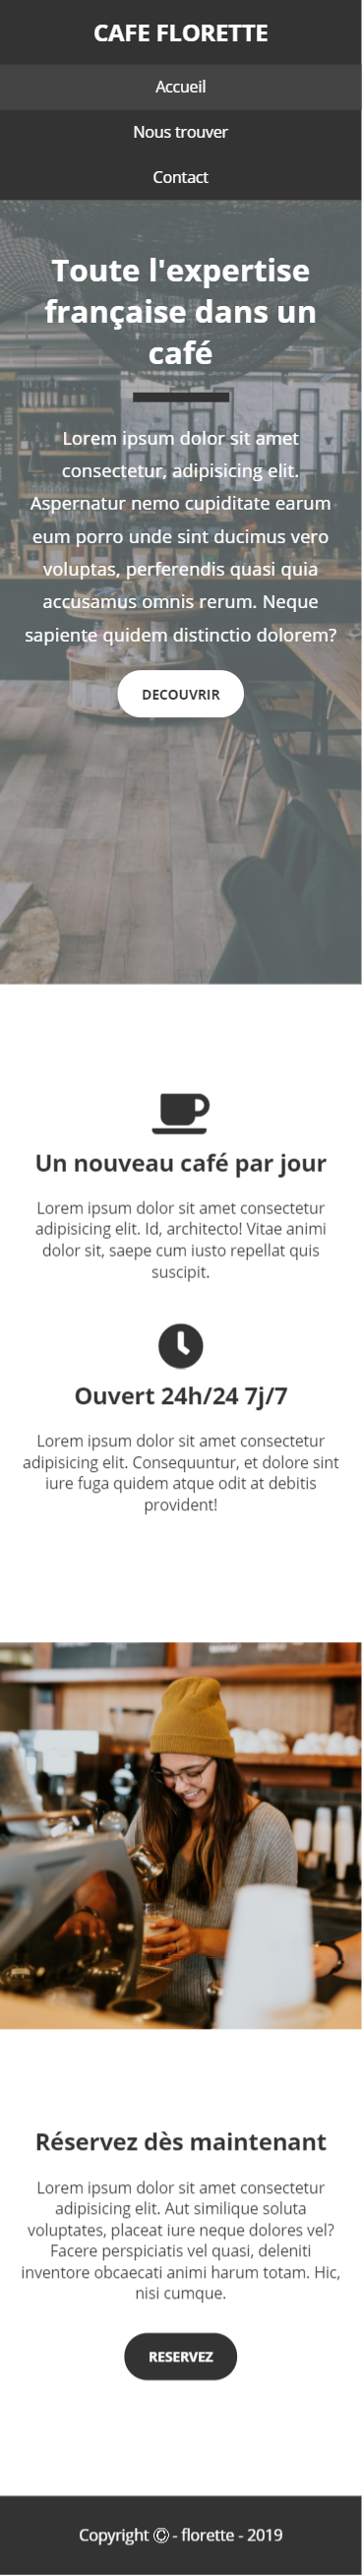 CAFE FLORETTE
Accueil
Nous trouver
Contact
Toute l'expertise
française dans un
café
Lorem ipsum dolor sit amet
consectetur, adipisicing elit.
Aspernatur nemo cupiditate earum
eum porro unde sint ducimus vero
voluptas, perferendis quasi quia
accusamus omnis rerum. Neque
sapiente quidem distinctio dolorem?
DECOUVRIR
Un nouveau café par jour
Lorem ipsum dolor sit amet consectetur
adipisicing elit. Id, architecto! Vitae animi
dolor sit, saepe cum iusto repellat quis
suscipit.
Ouvert 24h/24 7j/7
Lorem ipsum dolor sit amet consectetur
adipisicing elit. Consequuntur, et dolore sint
iure fuga quidem atque odit at debitis
provident!
Réservez dès maintenant
Lorem ipsum dolor sit amet consectetur
adipisicing elit. Aut similique soluta
voluptates, placeat iure neque dolores vel?
Facere perspiciatis vel quasi, deleniti
inventore obcaecati animi harum totam. Hic,
nisi cumque.
RESERVEZ
Copyright © - florette - 2019